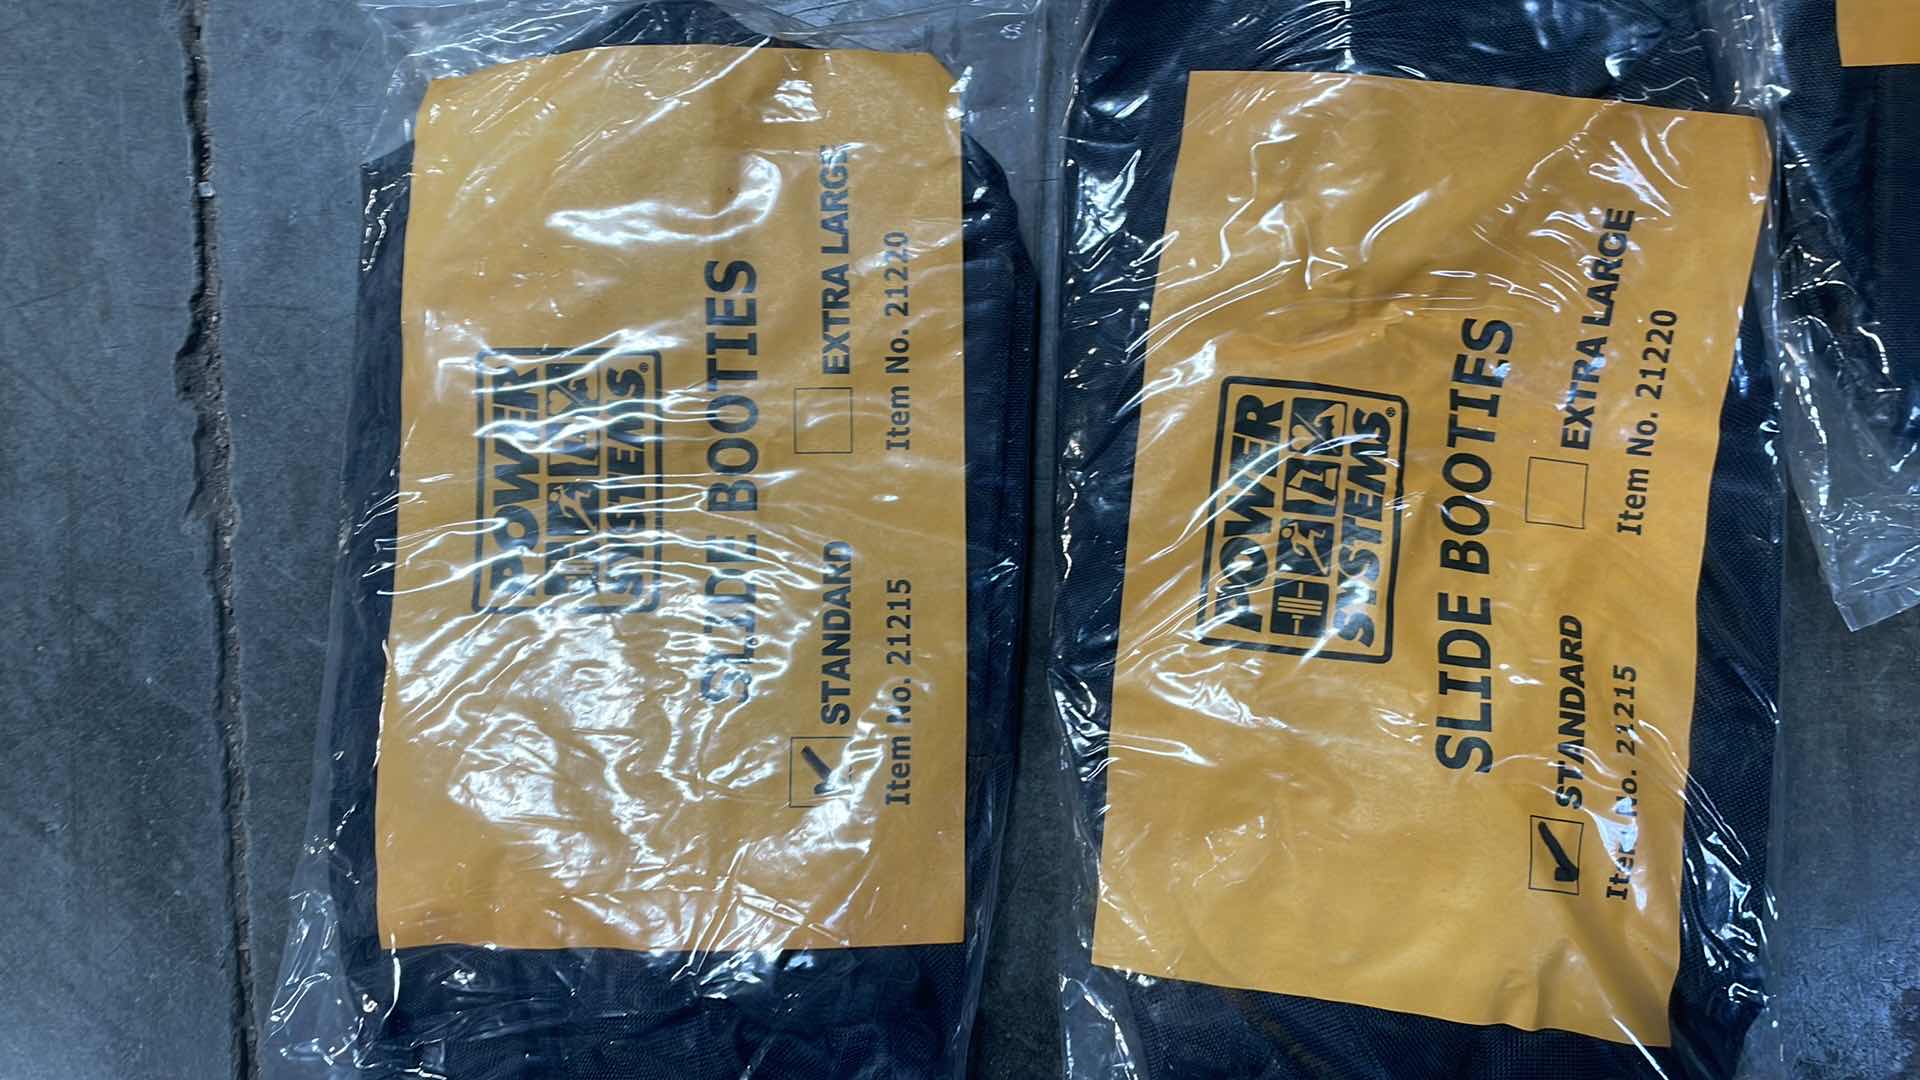 POWER
SYSTEMS®
SLIDE BOOTIES
STANDARD EXTRA LARGE
Item No. 21215 Item No. 21220
POWER
SYSTEMS®
SLIDE BOOTIES
STANDARD EXTRA LARGE
Item No. 21215 Item No. 21220